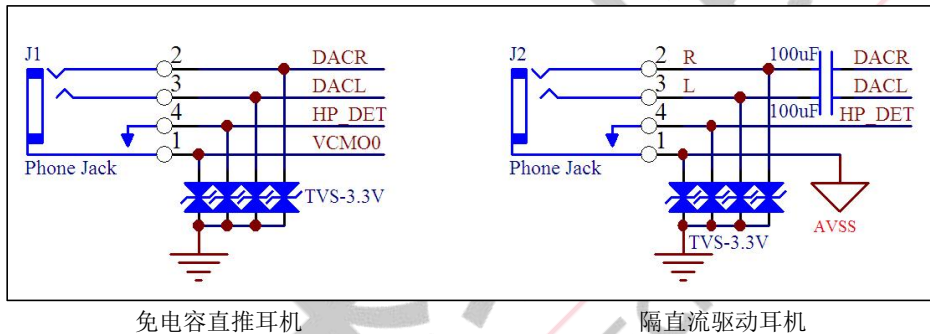 J1
2
DACR
3
DACL
4
HP_DET
1
VCMO0
Phone Jack
TVS-3.3V
免电容直推耳机
J2
2
R
100uF
DACR
3
L
DACL
100uF
4
HP_DET
1
Phone Jack
TVS-3.3V
AVSS
隔直流驱动耳机